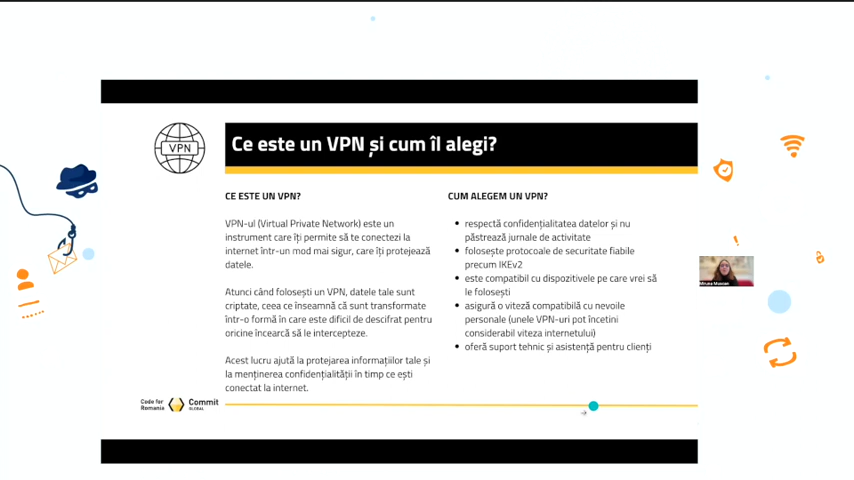 VPN
Ce este un VPN și cum îl alegi?
CE ESTE UN VPN?
VPN-ul (Virtual Private Network) este un
instrument care îți permite să te conectezi la
internet într-un mod mai sigur, care îți protejează
datele.
Atunci când folosești un VPN, datele tale sunt
criptate, ceea ce înseamnă că sunt transformate
într-o formă în care este dificil de descifrat pentru
oricine încearcă să le intercepteze.
Acest lucru ajută la protejarea informațiilor tale și
la menținerea confidențialității în timp ce ești
conectat la internet.
CUM ALEGEM UN VPN?
respectă confidențialitatea datelor și nu
păstrează jurnale de activitate
folosește protocoale de securitate fiabile
precum IKEv2
este compatibil cu dispozitivele pe care vrei să
le folosești
asigură o viteză compatibilă cu nevoile
personale (unele VPN-uri pot încetini
considerabil viteza internetului)
oferă suport tehnic și asistență pentru clienți
Code for
Romania
Commit
GLOBAL